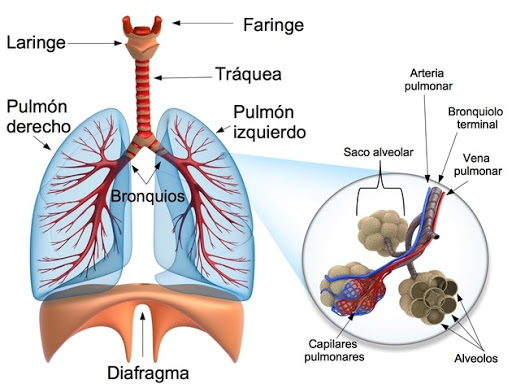 Faringe
Laringe
Tráquea
Pulmón
derecho
Pulmón
izquierdo
Bronquios
Diafragma
Arteria
pulmonar
Bronquiolo
terminal
Vena
pulmonar
Saco alveolar
Capilares
pulmonares
Alveolos